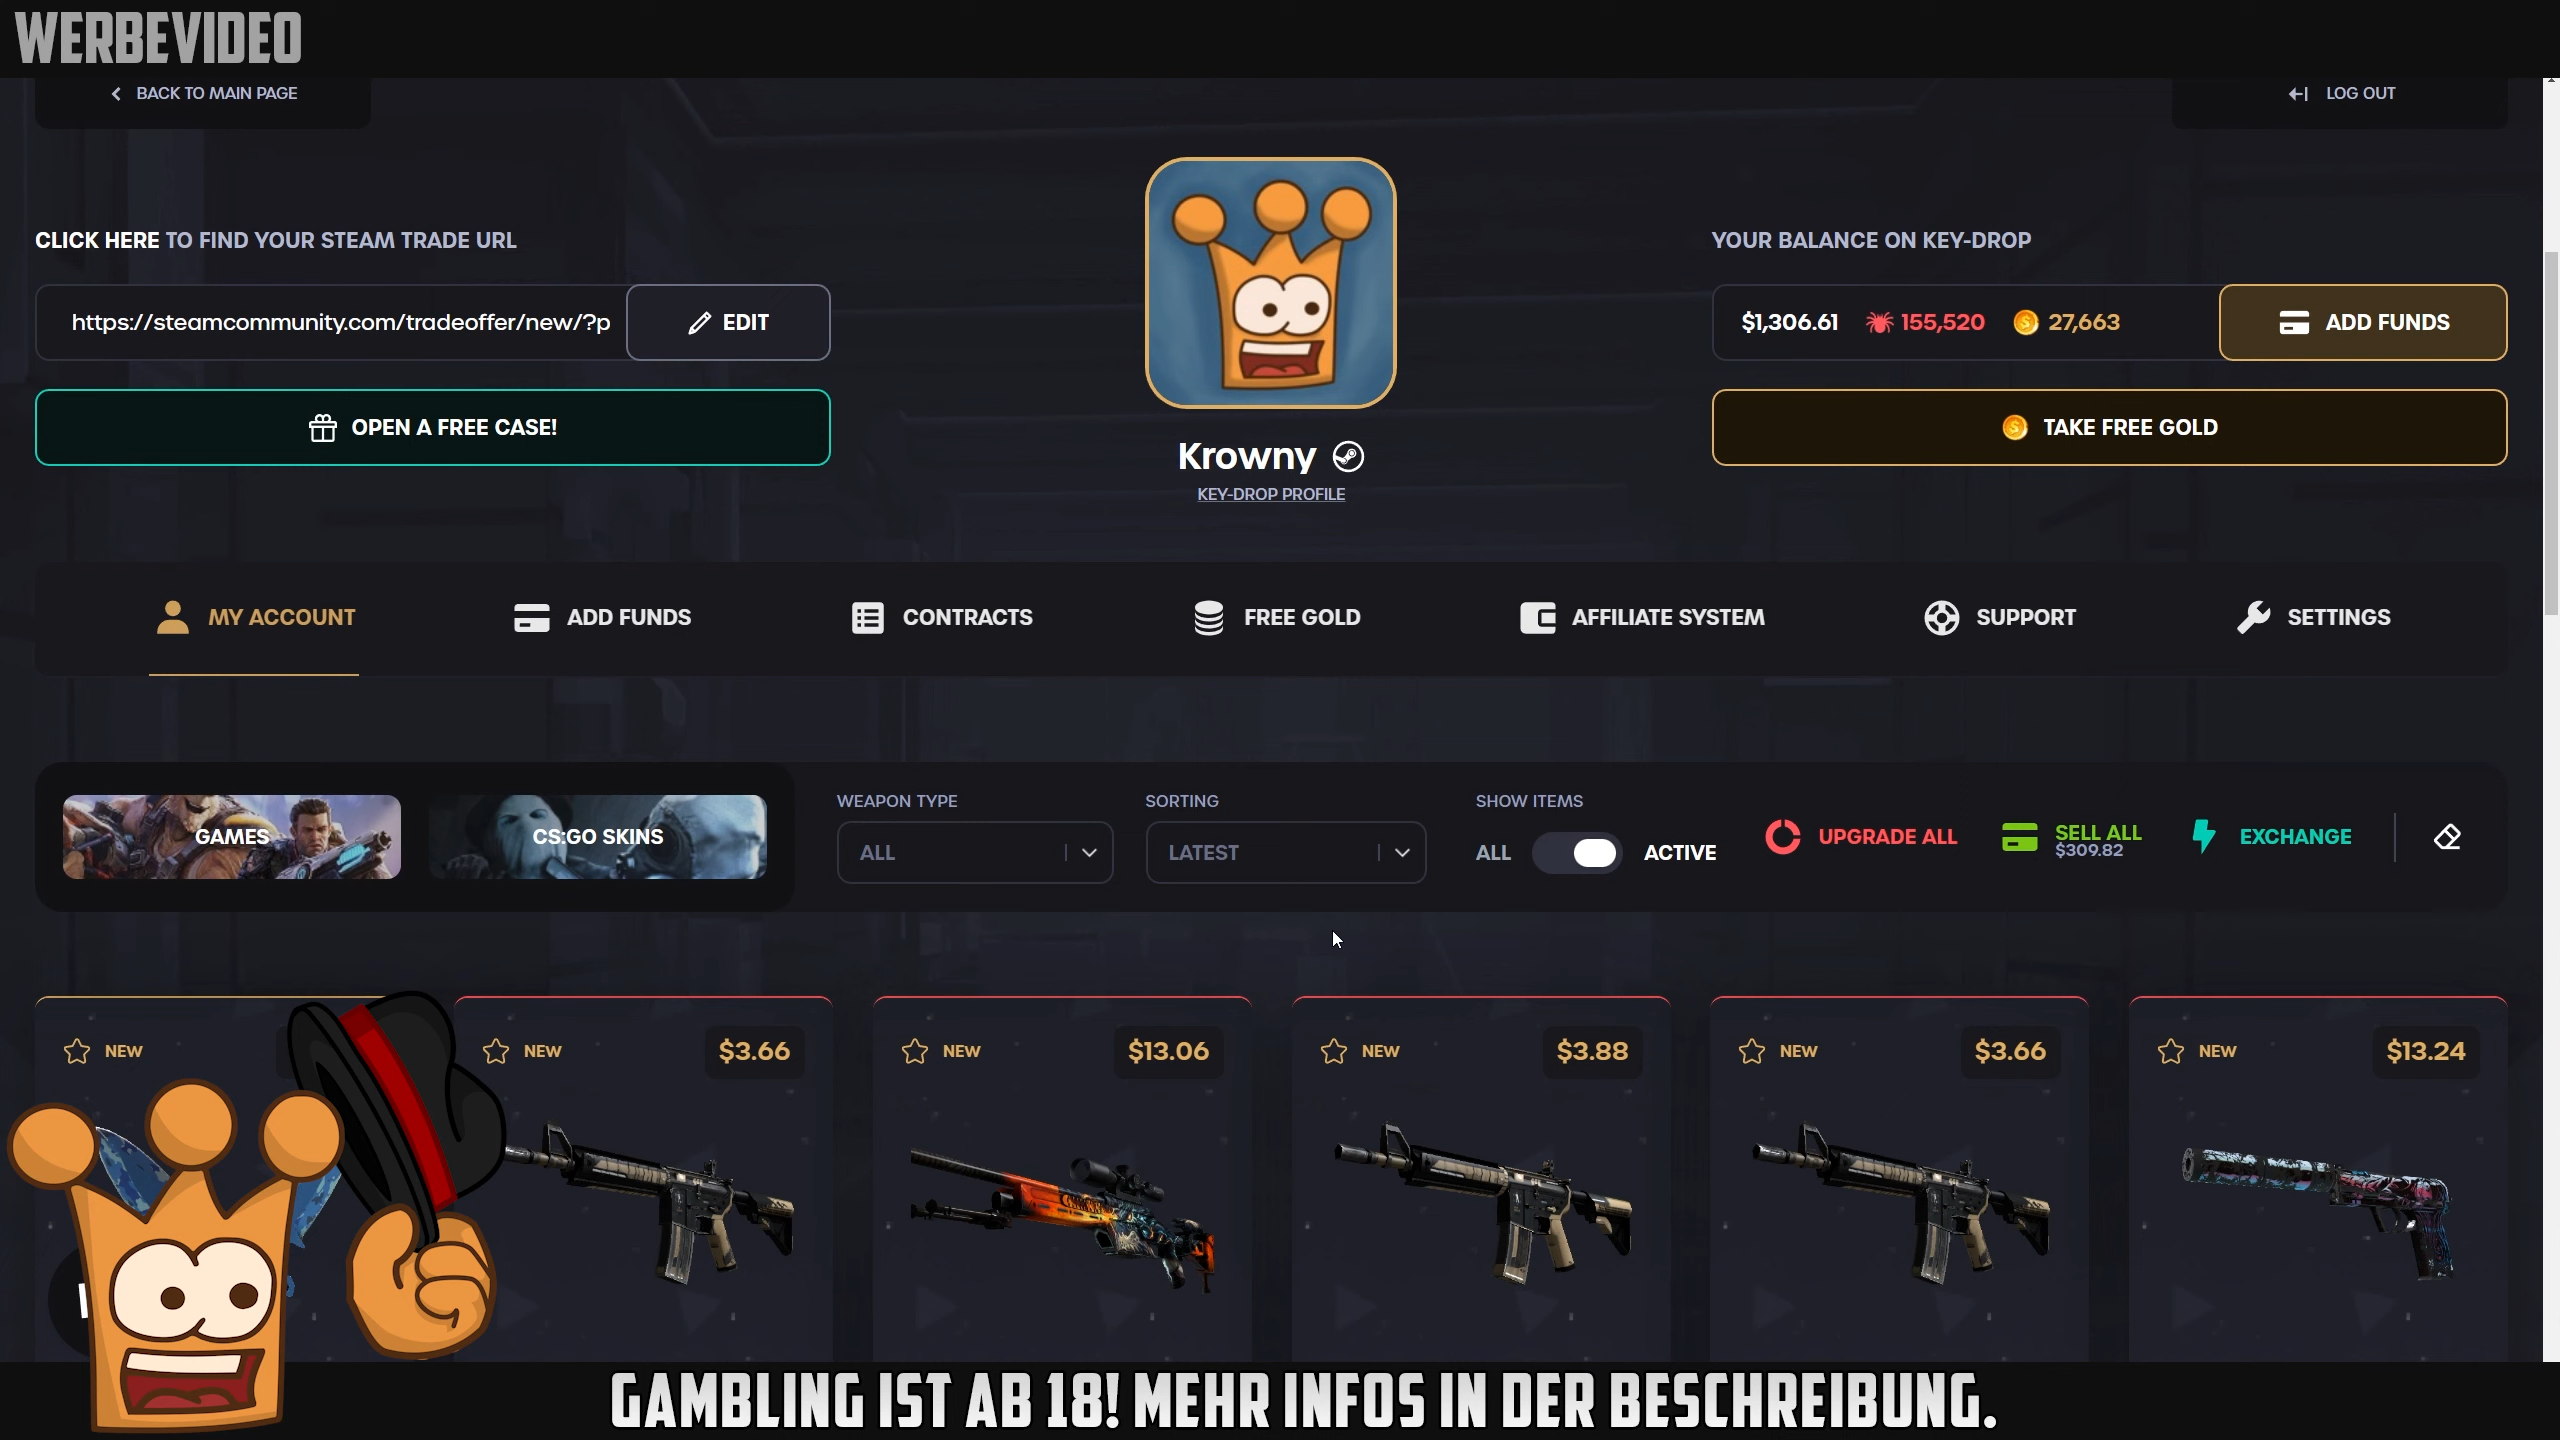 WERBEVIDEO
BACK TO MAIN PAGE
LOG OUT
CLICK HERE TO FIND YOUR STEAM TRADE URL
https://steamcommunity.com/tradeoffer/new/?p
EDIT
OPEN A FREE CASE!
Krowny
KEY-DROP PROFILE
YOUR BALANCE ON KEY-DROP
$1,306.61 155,520 27,663
ADD FUNDS
TAKE FREE GOLD
MY ACCOUNT
ADD FUNDS
CONTRACTS
FREE GOLD
AFFILIATE SYSTEM
SUPPORT
SETTINGS
GAMES
CS:GO SKINS
WEAPON TYPE
ALL
SORTING
LATEST
SHOW ITEMS
ALL
ACTIVE
UPGRADE ALL
SELL ALL
$309.82
EXCHANGE
NEW
NEW
$3.66
NEW
$13.06
NEW
$3.88
NEW
$3.66
NEW
$13.24
GAMBLING IST AB 18! MEHR INFOS IN DER BESCHREIBUNG.